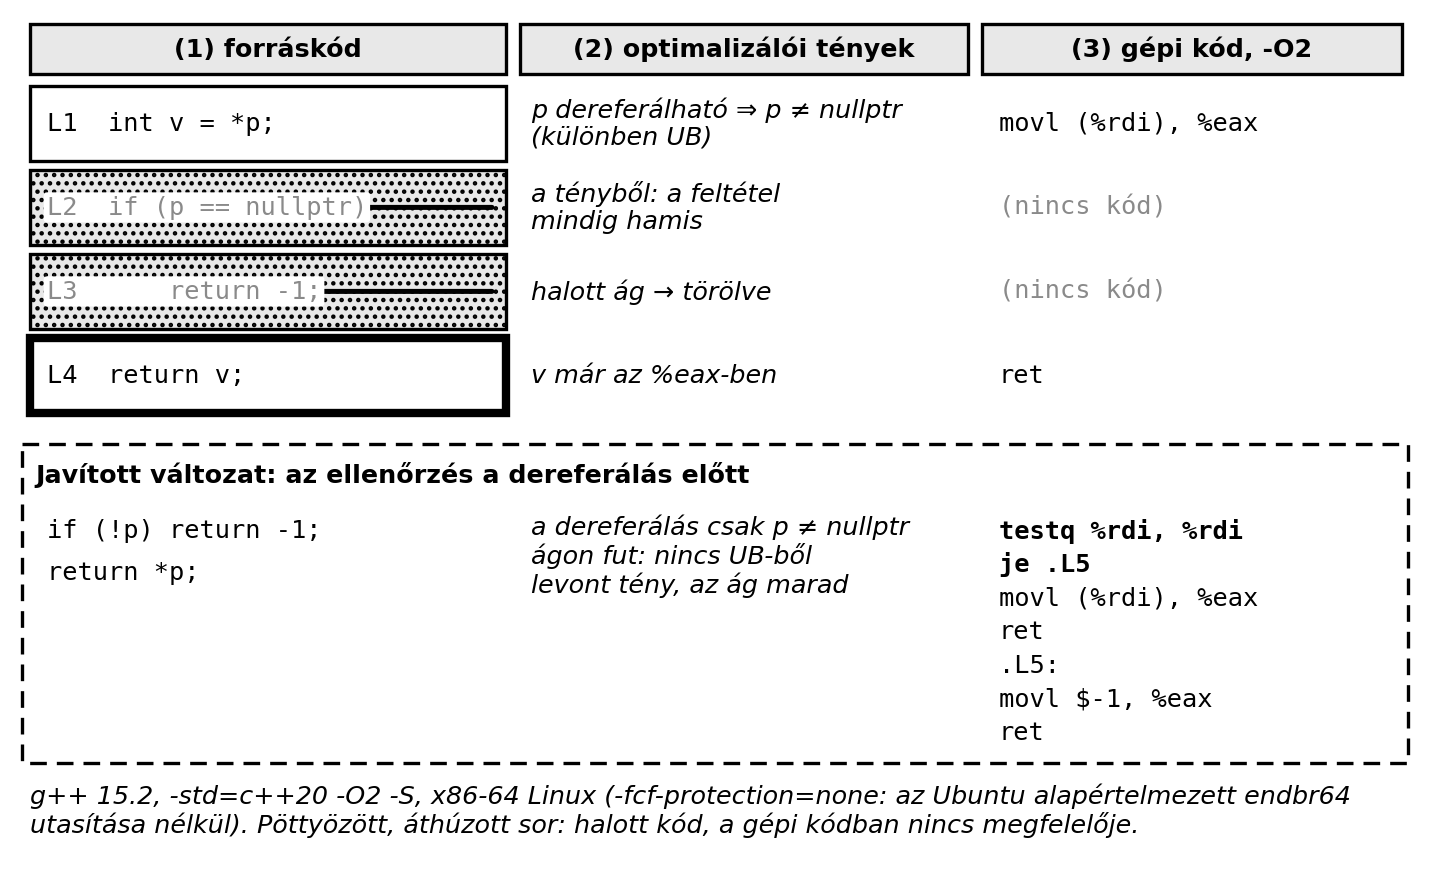 (1) forráskód
(2) optimalizálói tények
(3) gépi kód, -O2
L1  int v = *p;
p dereferálható ⇒ p ≠ nullptr
(különben UB)
movl (%rdi), %eax
L2  if (p == nullptr)
a tényből: a feltétel
mindig hamis
(nincs kód)
L3      return -1;
halott ág → törölve
(nincs kód)
L4  return v;
v már az %eax-ben
ret
Javított változat: az ellenőrzés a dereferálás előtt
if (!p) return -1;
return *p;
a dereferálás csak p ≠ nullptr
ágon fut: nincs UB-ből
levont tény, az ág marad
testq %rdi, %rdi
je .L5
movl (%rdi), %eax
ret
.L5:
movl $-1, %eax
ret
g++ 15.2, -std=c++20 -O2 -S, x86-64 Linux (-fcf-protection=none: az Ubuntu alapértelmezett endbr64
utasítása nélkül). Pöttyözött, áthúzott sor: halott kód, a gépi kódban nincs megfelelője.